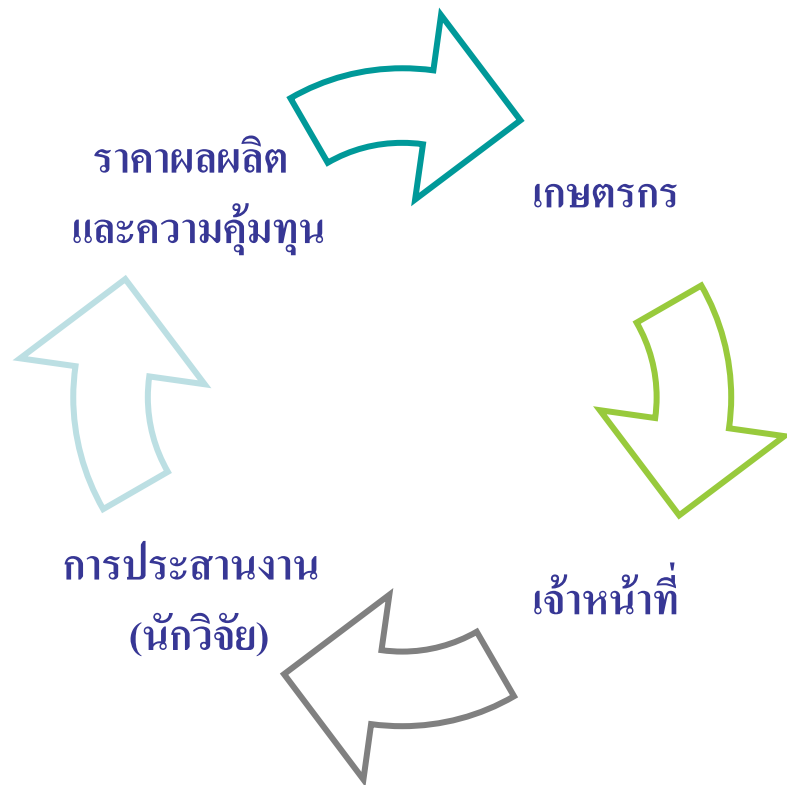 ราคาผลผลิต
และความคุ้มทุน
เกษตรกร
เจ้าหน้าที่
การประสานงาน
(นักวิจัย)